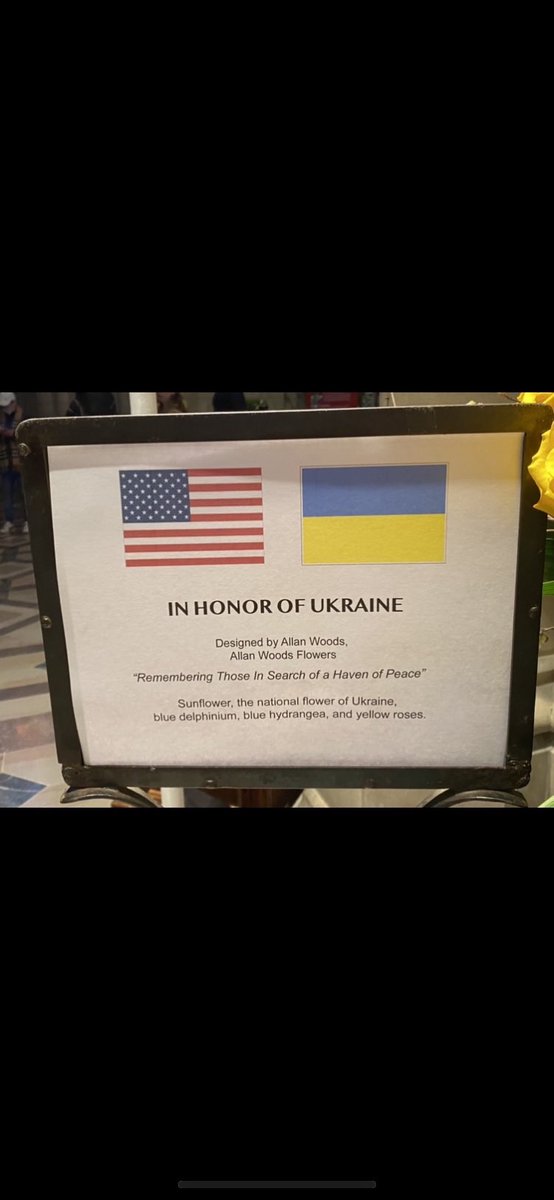 IN HONOR OF UKRAINE
Designed by Allan Woods,
Allan Woods Flowers
“Remembering Those In Search of a Haven of Peace”
Sunflower, the national flower of Ukraine,
blue delphinium, blue hydrangea, and yellow roses.